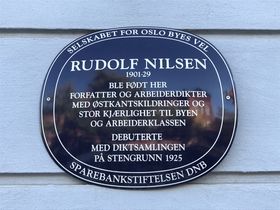 SELSKABET FOR OSLO BYES VEL
RUDOLF NILSEN
1901-29
BLE FØDT HER
FORFATTER OG ARBEIDERDIKTER
MED ØSTKANTSKILDRINGER OG
STOR KJÆRLIGHET TIL BYEN
OG ARBEIDERKLASSEN
DEBUTERTE
MED DIKTSAMLINGEN
PÅ STENGRUNN 1925
SPAREBANKSTIFTELSEN DNB